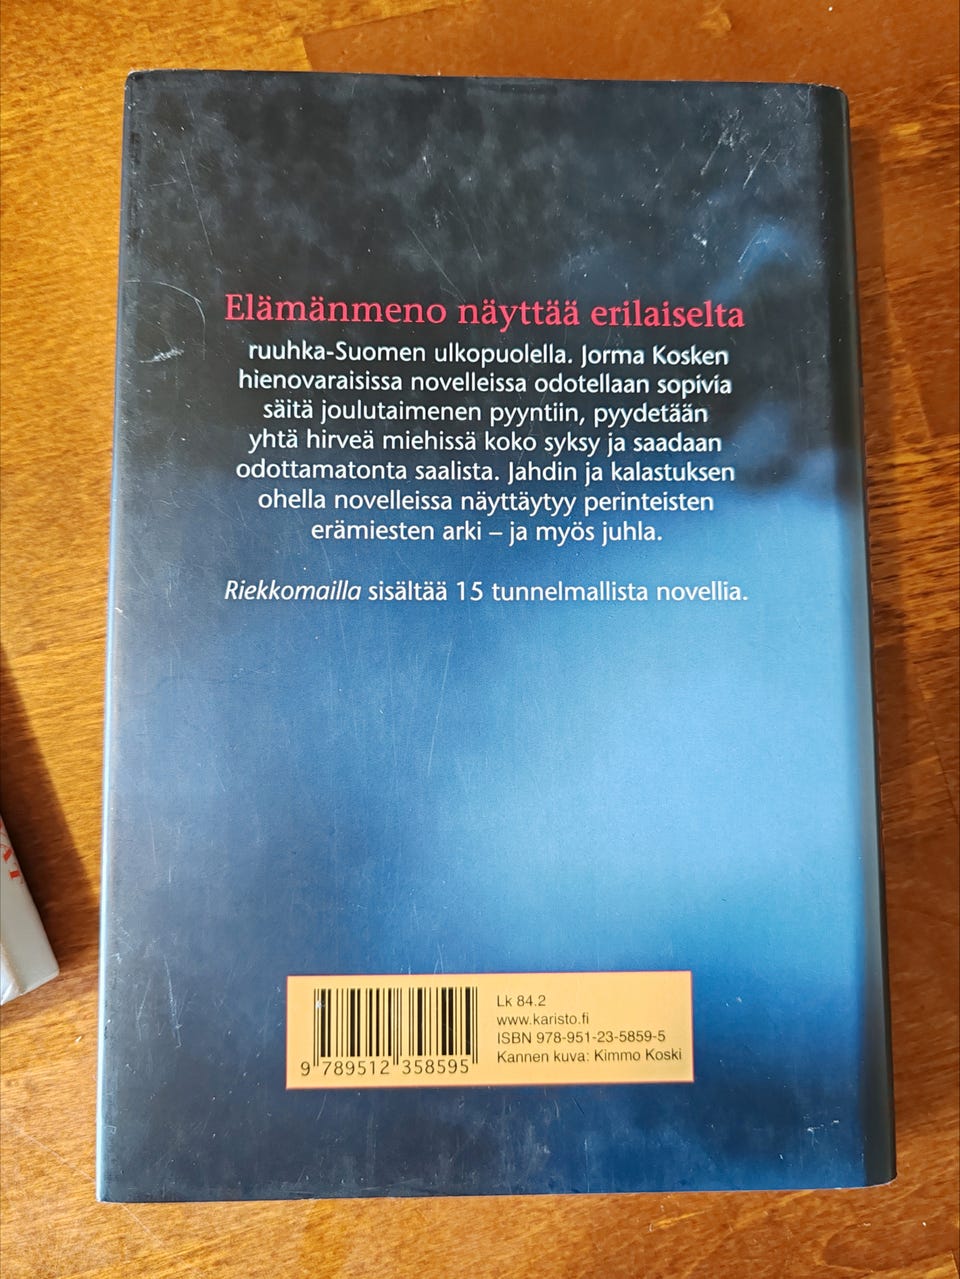 Elämänmeno näyttää erilaiselta
ruuhka-Suomen ulkopuolella. Jorma Kosken
hienovaraisissa novelleissa odotellaan sopivia
säitä joulutaimenen pyyntiin, pyydetään
yhtä hirveä miehissä koko syksy ja saadaan
odottamatonta saalista. Jahdin ja kalastuksen
ohella novelleissa näyttäytyy perinteisten
erämiesten arki – ja myös juhla.
Riekkomailla sisältää 15 tunnelmallista novellia.
Lk 84.2
www.karisto.fi
ISBN 978-951-23-5859-5
Kannen kuva: Kimmo Koski
9 789512 358595